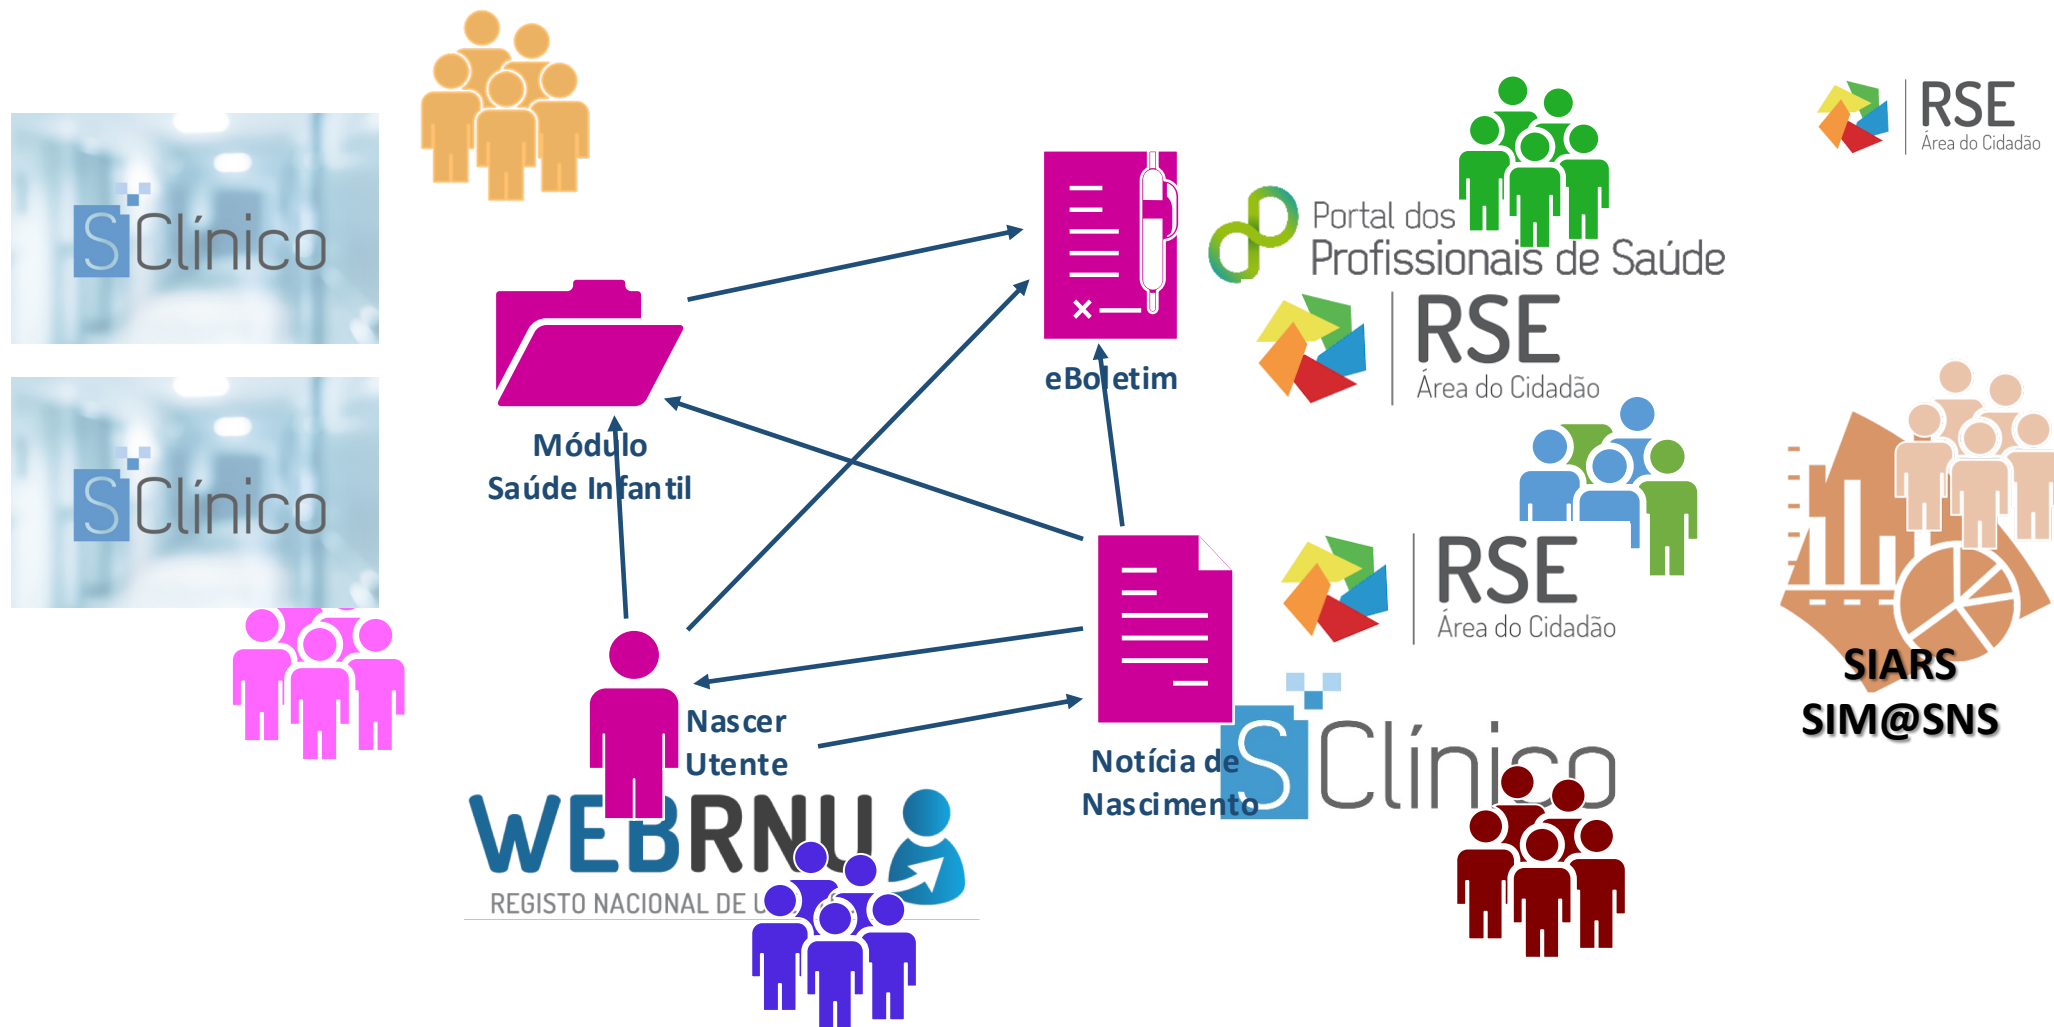 SClínico
SClínico
RSE
Área do Cidadão
Portal dos
Profissionais de Saúde
RSE
Área do Cidadão
eBoletim
Módulo
Saúde Infantil
RSE
Área do Cidadão
SIARS
SIM@SNS
Nascer
Utente
Notícia de
Nascimento
SClínico
WEBRNU
REGISTO NACIONAL DE